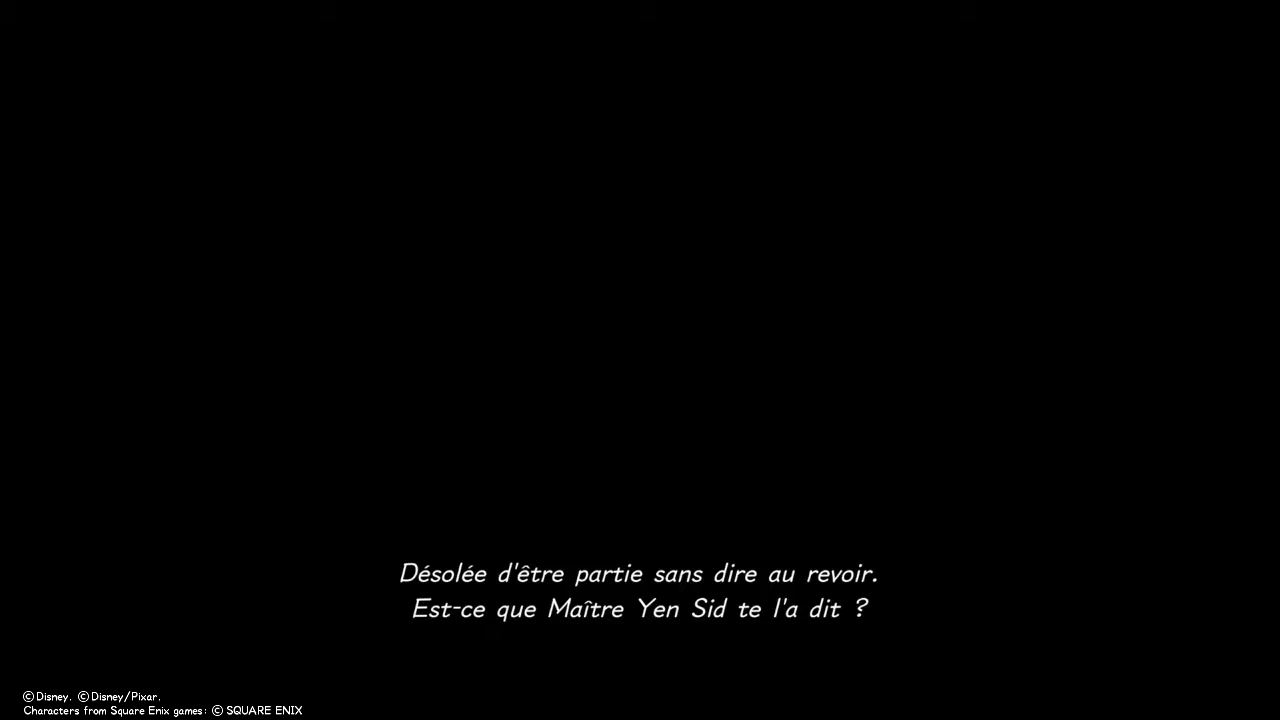 Désolée d'être partie sans dire au revoir.
Est-ce que Maître Yen Sid te l'a dit ?
©Disney. ©Disney/Pixar.
Characters from Square Enix games: © SQUARE ENIX